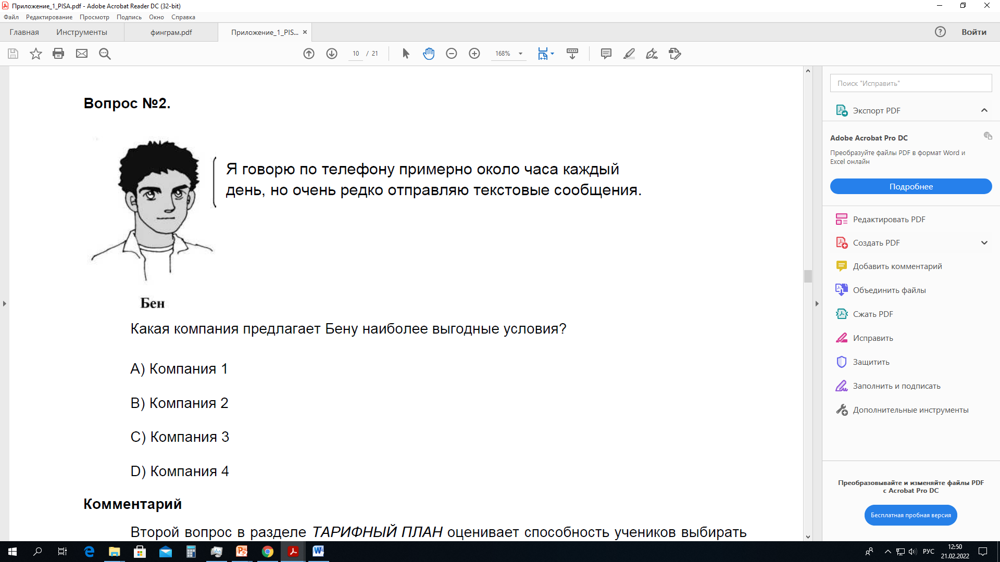 Приложение_1_PISA.pdf - Adobe Acrobat Reader DC (32-bit)
Файл Редактирование Просмотр Подпись Окно Справка
Главная Инструменты финграм.pdf Приложение_1_PIS... Войти
10 / 21 168%
Вопрос №2.
Я говорю по телефону примерно около часа каждый
день, но очень редко отправляю текстовые сообщения.
Бен
Какая компания предлагает Бену наиболее выгодные условия?
A) Компания 1
B) Компания 2
C) Компания 3
D) Компания 4
Комментарий
Второй вопрос в разделе ТАРИФНЫЙ ПЛАН оценивает способность учеников выбирать
Поиск "Исправить"
Экспорт PDF
Adobe Acrobat Pro DC
Преобразуйте файлы PDF в формат Word и
Excel онлайн
Подробнее
Редактировать PDF
Создать PDF
Добавить комментарий
Объединить файлы
Сжать PDF
Исправить
Защитить
Заполнить и подписать
Дополнительные инструменты
Преобразовывайте и изменяйте файлы PDF
с Acrobat Pro DC
Бесплатная пробная версия
РУС
12:50
21.02.2022